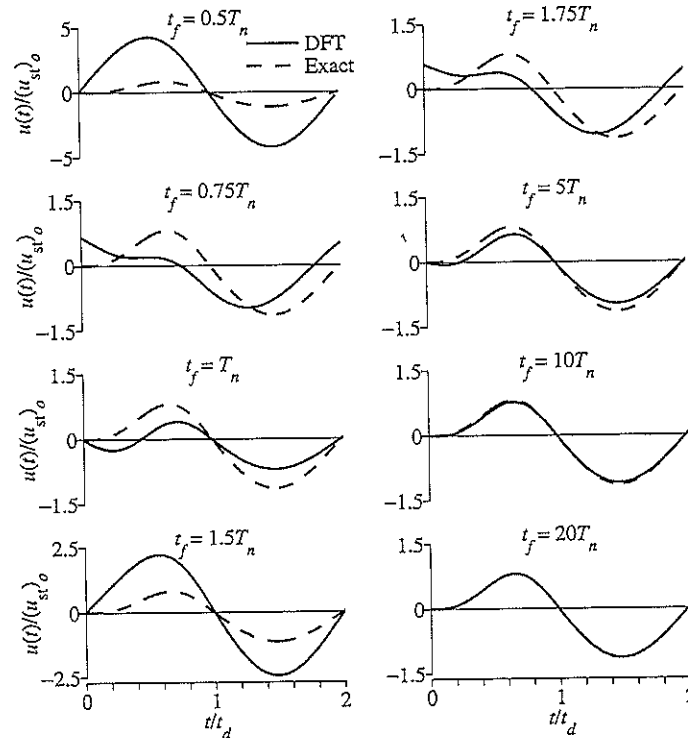 t_f = 0.5T_n
5
0
−5
u(t)/(u_st)_o
DFT
Exact
t_f = 1.75T_n
1.5
0
−1.5
t_f = 0.75T_n
1.5
0
−1.5
u(t)/(u_st)_o
t_f = 5T_n
1.5
0
−1.5
t_f = T_n
1.5
0
−1.5
u(t)/(u_st)_o
t_f = 10T_n
1.5
0
−1.5
t_f = 1.5T_n
2.5
0
−2.5
u(t)/(u_st)_o
0 1 2
t/t_d
t_f = 20T_n
1.5
0
−1.5
0 1 2
t/t_d